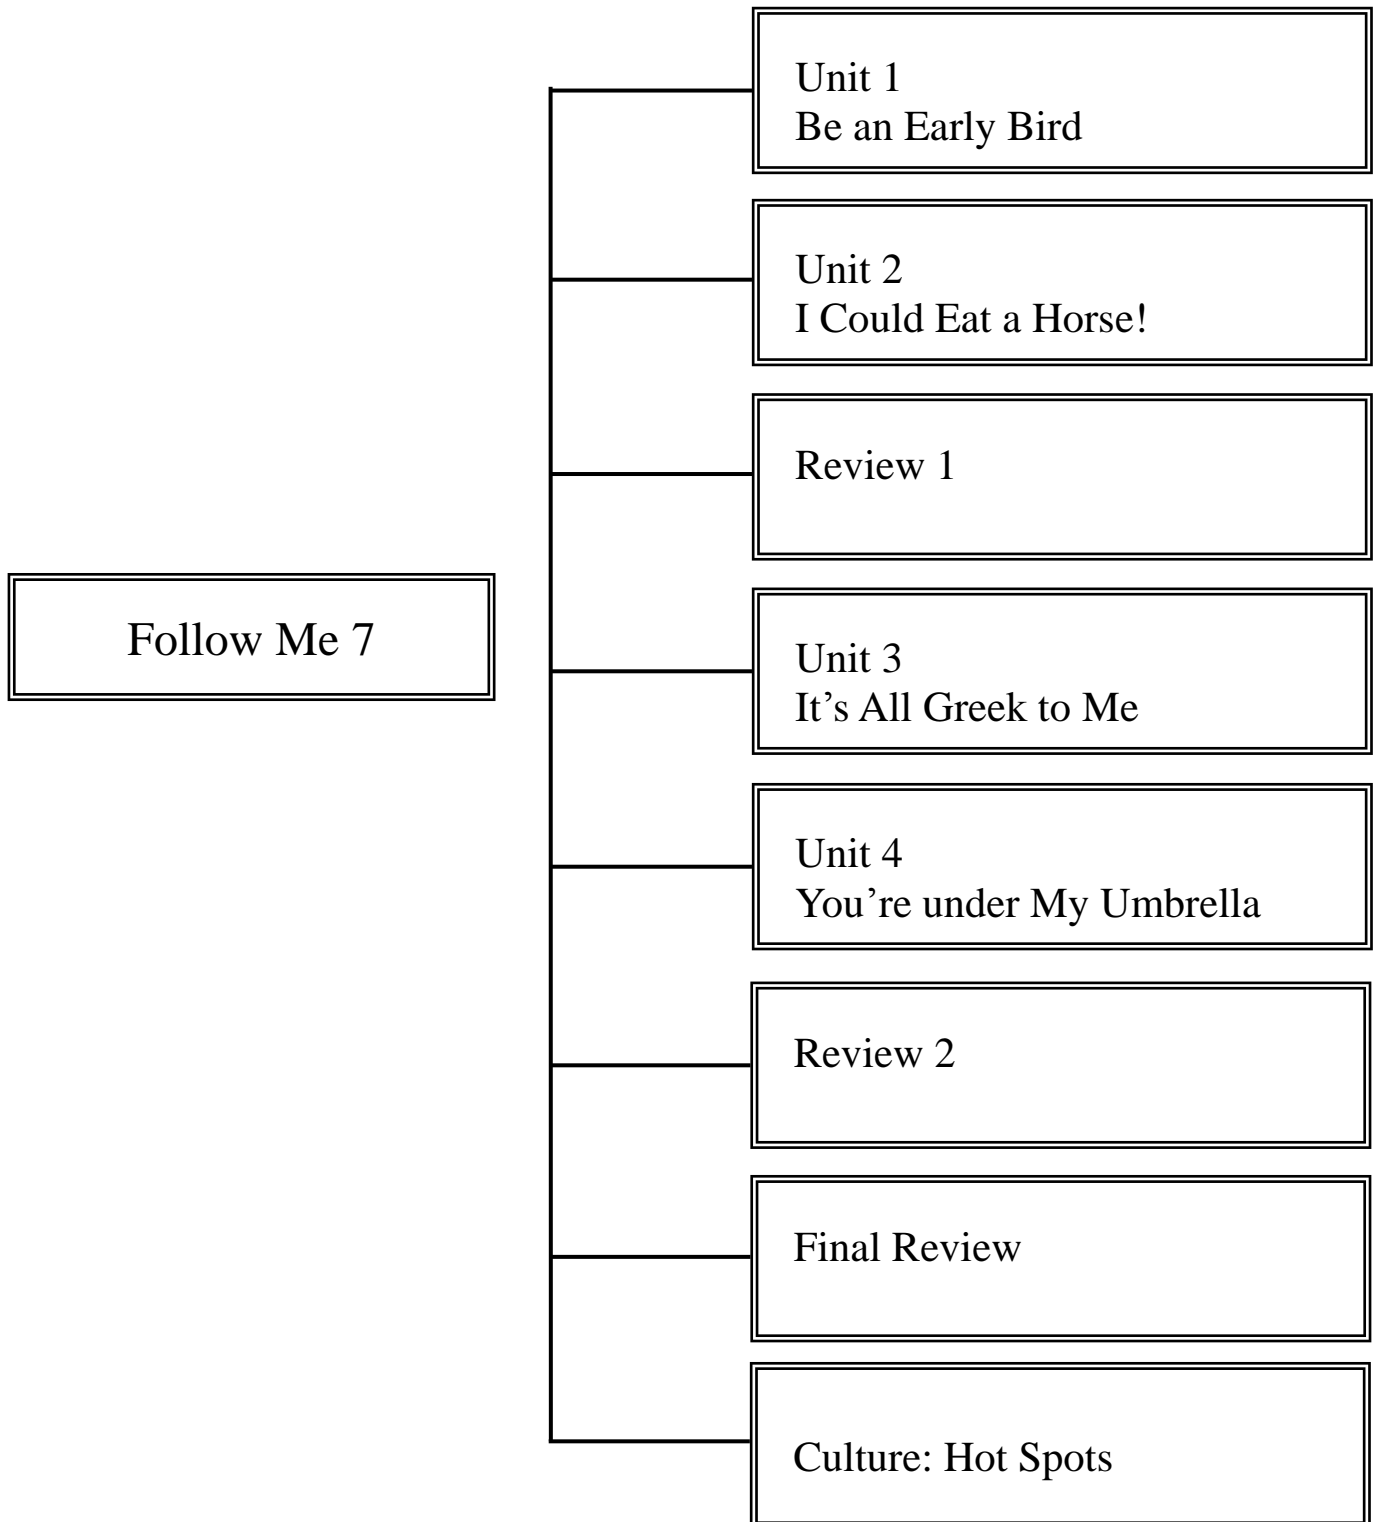 Unit 1
Be an Early Bird
Unit 2
I Could Eat a Horse!
Review 1
Follow Me 7
Unit 3
It’s All Greek to Me
Unit 4
You’re under My Umbrella
Review 2
Final Review
Culture: Hot Spots